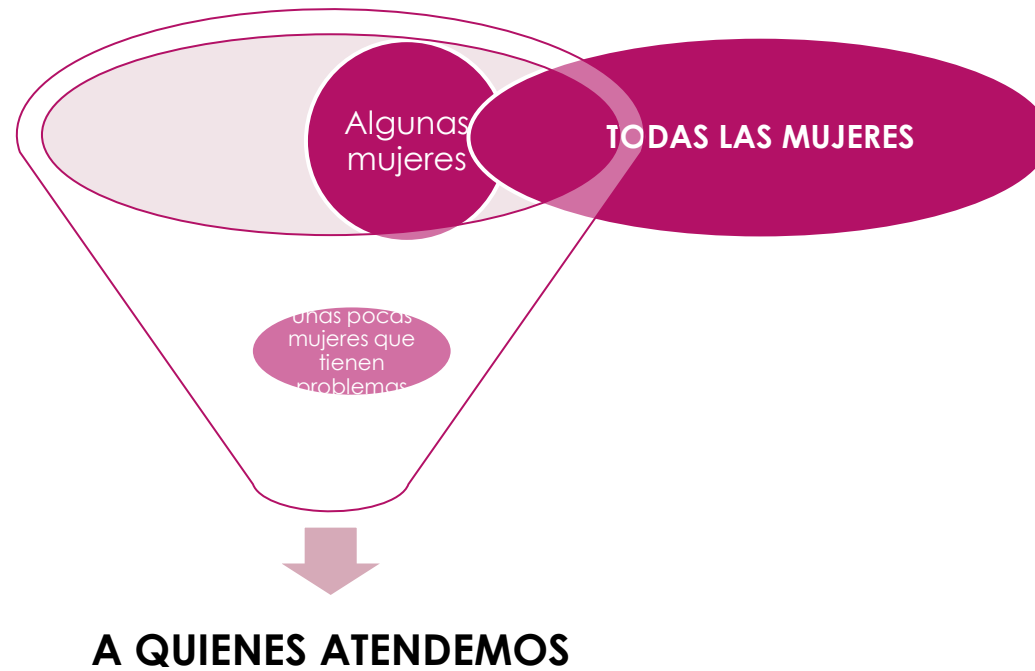 Algunas
mujeres
TODAS LAS MUJERES
unas pocas
mujeres que
tienen
problemas
A QUIENES ATENDEMOS